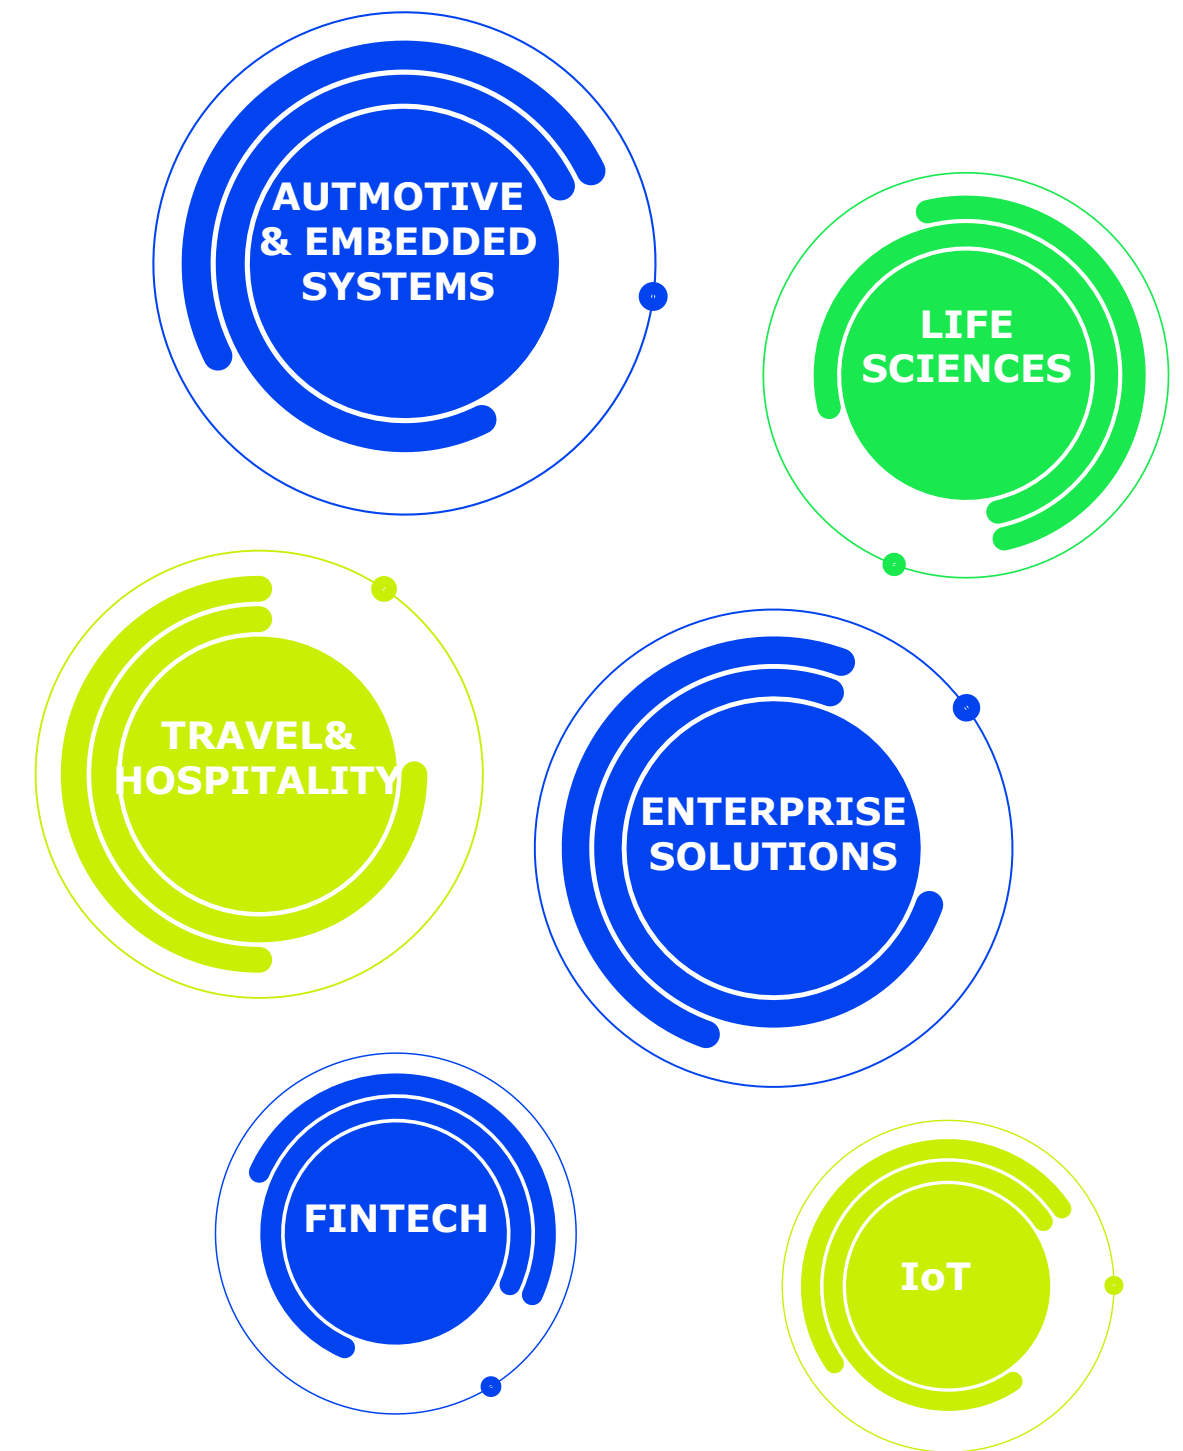 AUTMOTIVE
& EMBEDDED
SYSTEMS
LIFE
SCIENCES
TRAVEL&
HOSPITALITY
ENTERPRISE
SOLUTIONS
FINTECH
IoT